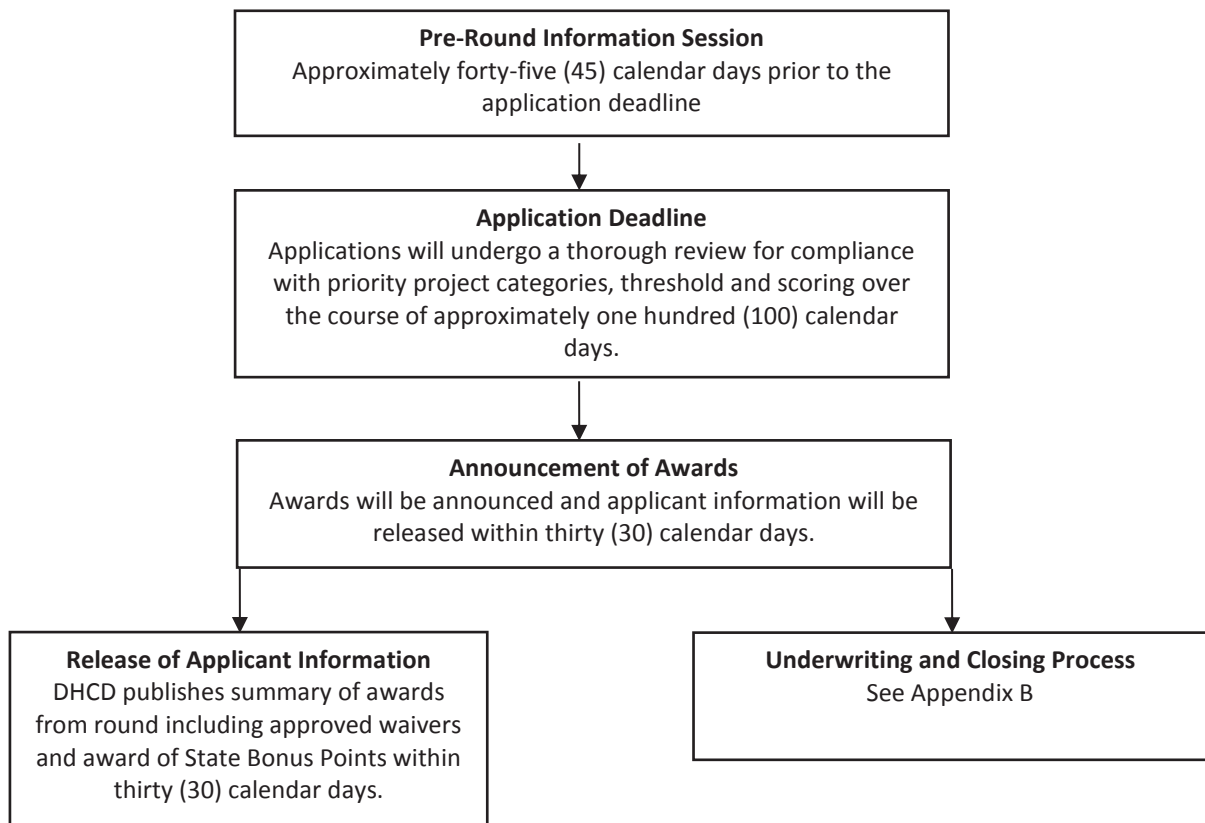 Pre-Round Information Session
Approximately forty-five (45) calendar days prior to the
application deadline
Application Deadline
Applications will undergo a thorough review for compliance
with priority project categories, threshold and scoring over
the course of approximately one hundred (100) calendar
days.
Announcement of Awards
Awards will be announced and applicant information will be
released within thirty (30) calendar days.
Release of Applicant Information
DHCD publishes summary of awards
from round including approved waivers
and award of State Bonus Points within
thirty (30) calendar days.
Underwriting and Closing Process
See Appendix B